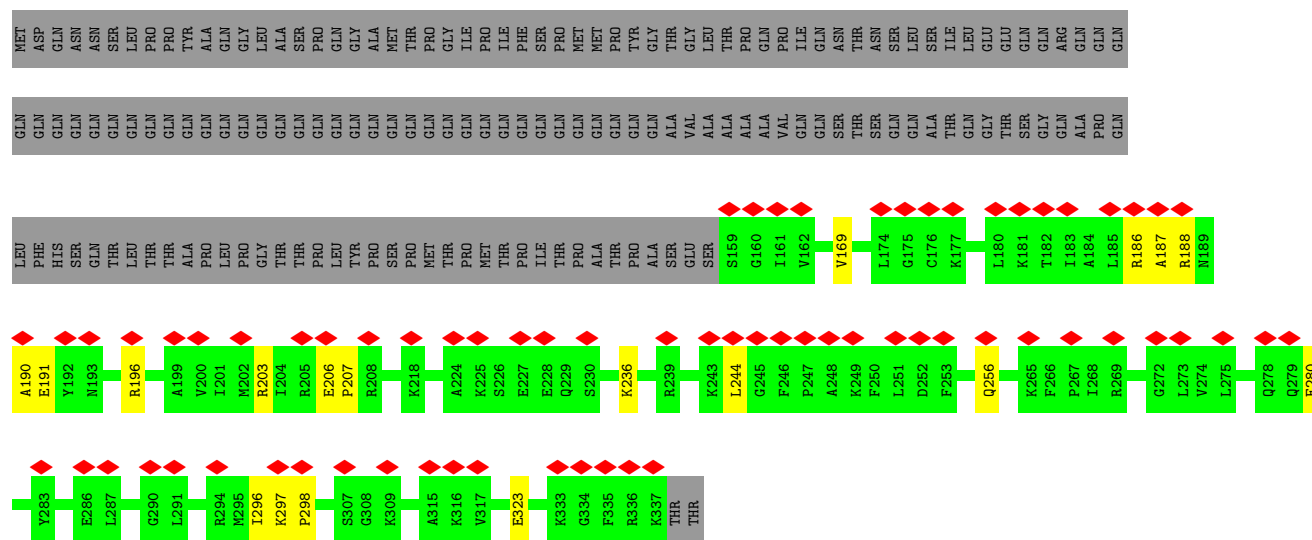 MET ASP GLN ASN ASN SER LEU PRO PRO TYR ALA GLN GLY LEU ALA SER PRO GLN GLY ALA MET THR PRO GLY ILE PRO ILE PHE SER PRO MET MET PRO TYR GLY THR GLY LEU THR PRO GLN PRO ILE GLN ASN THR ASN SER LEU SER ILE LEU GLU GLU GLN GLN ARG GLN GLN GLN
GLN GLN GLN GLN GLN GLN GLN GLN GLN GLN GLN GLN GLN GLN GLN GLN GLN GLN GLN GLN GLN GLN GLN GLN GLN GLN GLN GLN GLN GLN GLN GLN GLN GLN GLN ALA VAL ALA ALA ALA ALA VAL GLN GLN SER THR SER GLN GLN ALA THR GLN GLY THR SER GLY GLN ALA PRO GLN
LEU PHE HIS SER GLN THR LEU THR THR ALA PRO LEU PRO GLY THR THR PRO LEU TYR PRO SER PRO MET THR PRO MET THR PRO ILE THR PRO ALA THR PRO ALA SER GLU SER S159 G160 I161 V162 V169 L174 G175 C176 K177 L180 K181 T182 I183 A184 L185 R186 A187 R188 N189
A190 E191 Y192 N193 R196 A199 V200 I201 M202 R203 I204 R205 E206 P207 R208 K218 A224 K225 S226 E227 E228 Q229 S230 K236 R239 K243 L244 G245 F246 P247 A248 K249 F250 L251 D252 F253 Q256 K265 F266 P267 I268 R269 G272 L273 V274 L275 Q278 Q279 F280
Y283 E286 L287 G290 L291 R294 M295 I296 K297 P298 S307 G308 K309 A315 K316 V317 E323 K333 G334 F335 R336 K337 THR THR